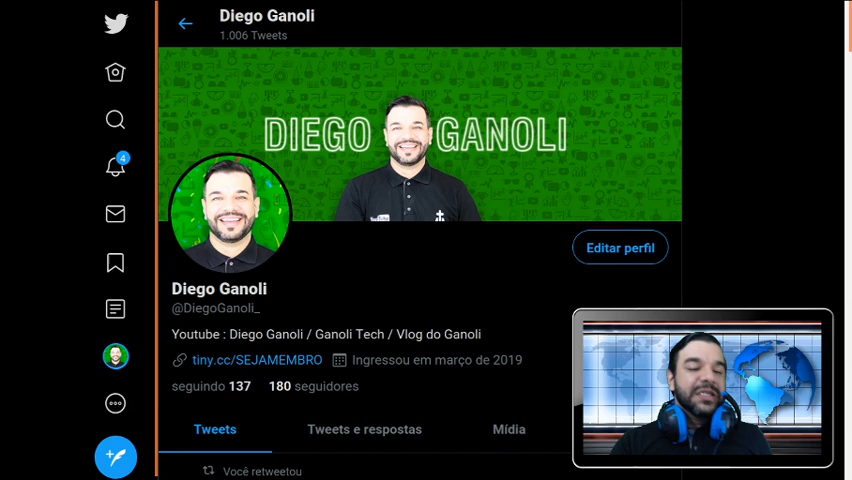 Diego Ganoli
1.006 Tweets
DIEGO GANOLI
4
Editar perfil
Diego Ganoli
@DiegoGanoli_
Youtube : Diego Ganoli / Ganoli Tech / Vlog do Ganoli
tiny.cc/SEJAMEMBRO Ingressou em março de 2019
seguindo 137 180 seguidores
Tweets Tweets e respostas Mídia
Você retweetou